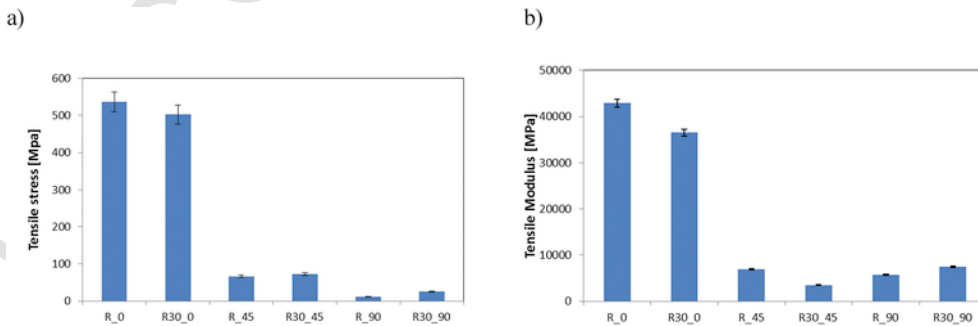 a)
b)
600
500
400
300
200
100
0
Tensile stress [Mpa]
R_0 R30_0 R_45 R30_45 R_90 R30_90
50000
40000
30000
20000
10000
0
Tensile Modulus [MPa]
R_0 R30_0 R_45 R30_45 R_90 R30_90